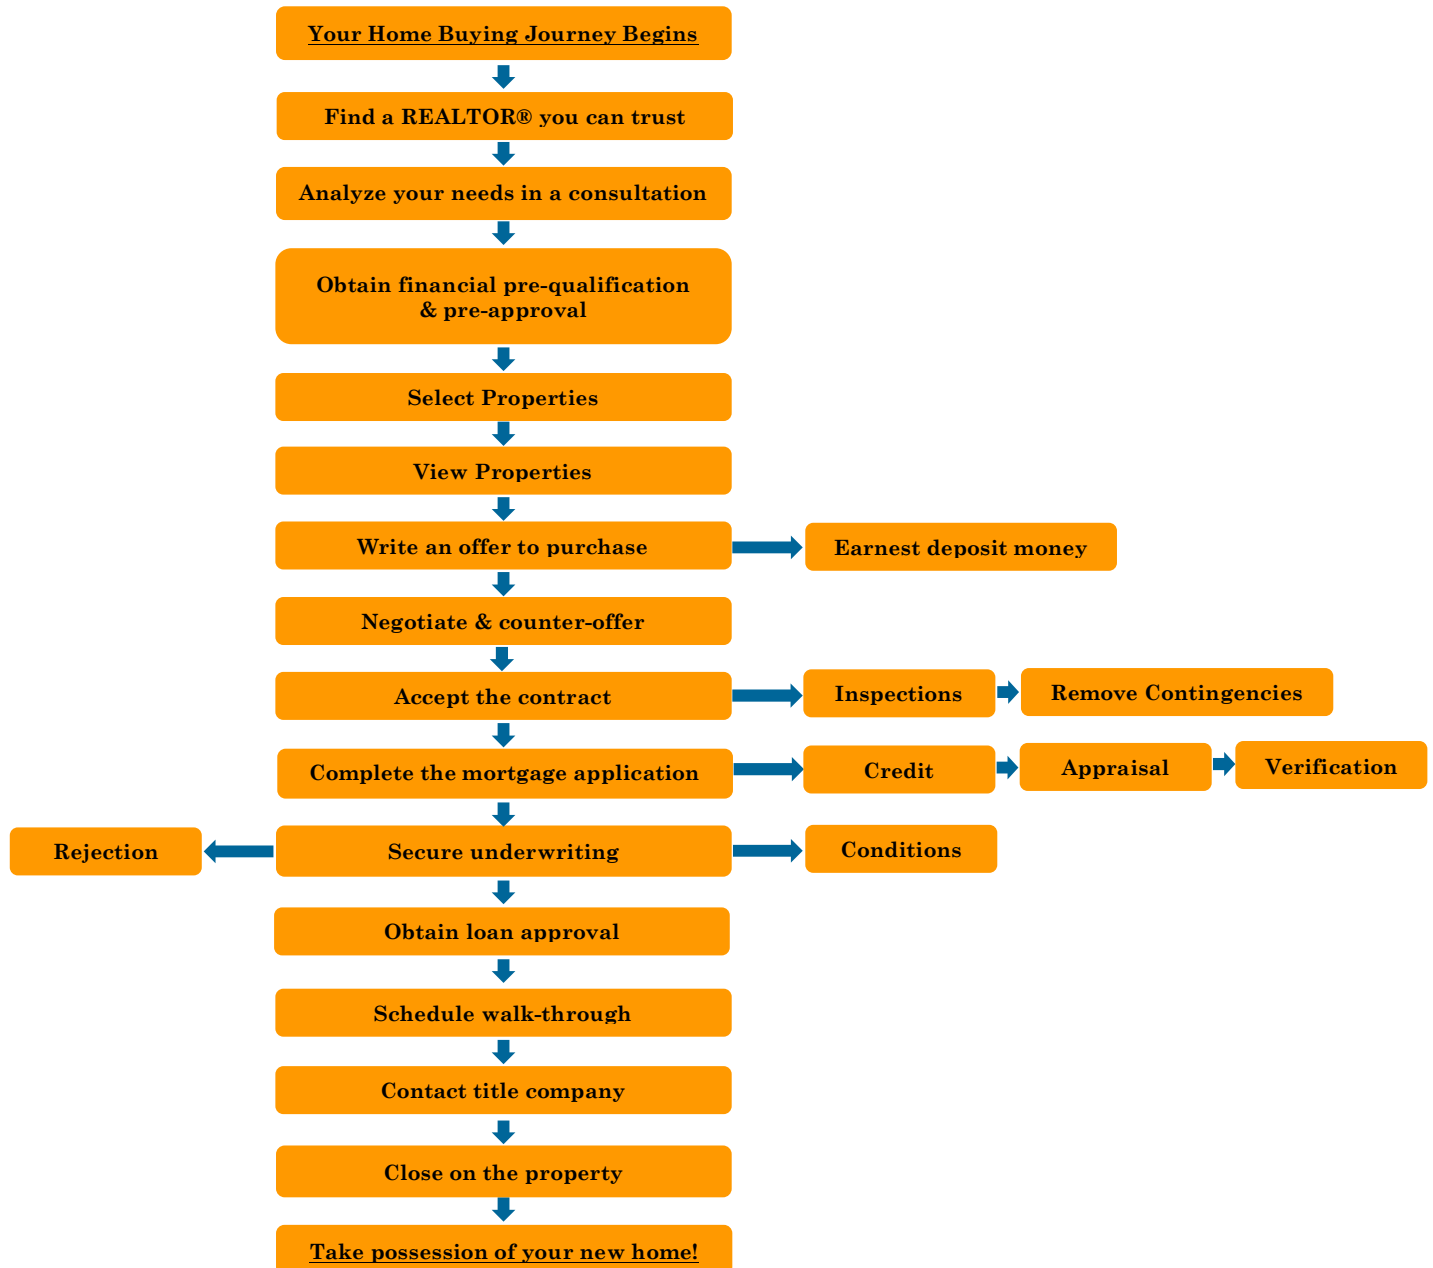 Your Home Buying Journey Begins
Find a REALTOR® you can trust
Analyze your needs in a consultation
Obtain financial pre-qualification
& pre-approval
Select Properties
View Properties
Write an offer to purchase
Earnest deposit money
Negotiate & counter-offer
Accept the contract
Inspections
Remove Contingencies
Complete the mortgage application
Credit
Appraisal
Verification
Rejection
Secure underwriting
Conditions
Obtain loan approval
Schedule walk-through
Contact title company
Close on the property
Take possession of your new home!